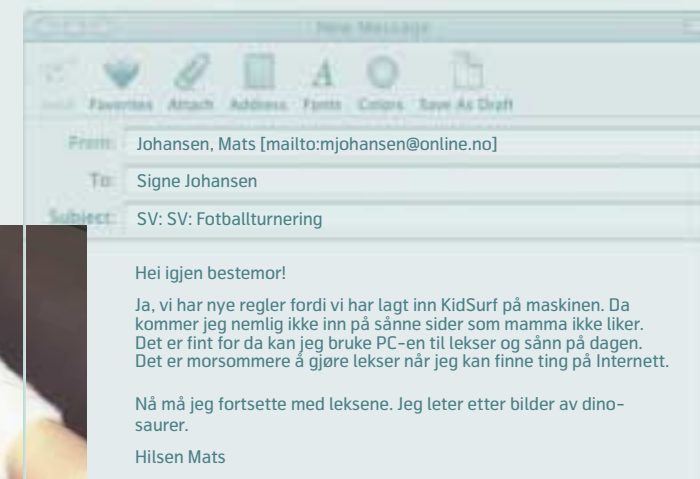 New Message
Favorites Attach Address Fonts Colors Save As Draft
From: Johansen, Mats [mailto:mjohansen@online.no]
To: Signe Johansen
Subject: SV: SV: Fotballturnering
Hei igjen bestemor!
Ja, vi har nye regler fordi vi har lagt inn KidSurf på maskinen. Da
kommer jeg nemlig ikke inn på sånne sider som mamma ikke liker.
Det er fint for da kan jeg bruke PC-en til lekser og sånn på dagen.
Det er morsommere å gjøre lekser når jeg kan finne ting på Internett.
Nå må jeg fortsette med leksene. Jeg leter etter bilder av dino-
saurer.
Hilsen Mats